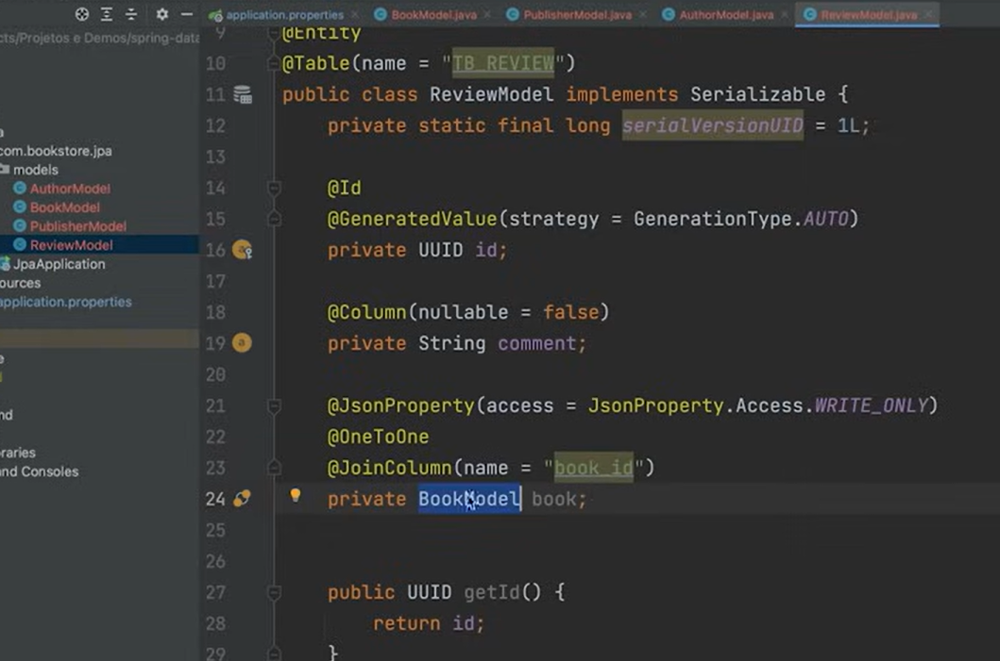 application.properties
BookModel.java
PublisherModel.java
AuthorModel.java
ReviewModel.java
cts/Projetos e Demos/spring-data
a
com.bookstore.jpa
models
AuthorModel
BookModel
PublisherModel
ReviewModel
JpaApplication
ources
application.properties
e
nd
raries
and Consoles
9 @Entity
10 @Table(name = "TB_REVIEW")
11 public class ReviewModel implements Serializable {
12 private static final long serialVersionUID = 1L;
13
14 @Id
15 @GeneratedValue(strategy = GenerationType.AUTO)
16 private UUID id;
17
18 @Column(nullable = false)
19 private String comment;
20
21 @JsonProperty(access = JsonProperty.Access.WRITE_ONLY)
22 @OneToOne
23 @JoinColumn(name = "book_id")
24 private BookModel book;
25
26
27 public UUID getId() {
28 return id;
29 }